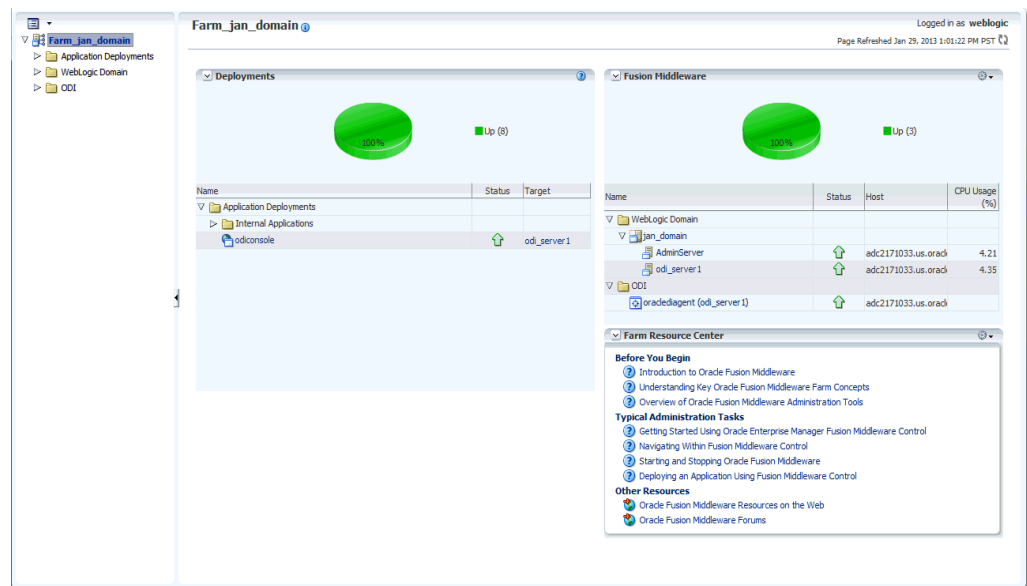 Farm_jan_domain
Application Deployments
WebLogic Domain
ODI
Farm_jan_domain
Logged in as weblogic
Page Refreshed Jan 29, 2013 1:01:22 PM PST
Deployments
100%
Up (8)
Name Status Target
Application Deployments
Internal Applications
odiconsole odi_server1
Fusion Middleware
100%
Up (3)
Name Status Host CPU Usage (%)
WebLogic Domain
jan_domain
AdminServer adc2171033.us.oracl 4.21
odi_server1 adc2171033.us.oracl 4.35
ODI
oraclediagent (odi_server1) adc2171033.us.oracl
Farm Resource Center
Before You Begin
Introduction to Oracle Fusion Middleware
Understanding Key Oracle Fusion Middleware Farm Concepts
Overview of Oracle Fusion Middleware Administration Tools
Typical Administration Tasks
Getting Started Using Oracle Enterprise Manager Fusion Middleware Control
Navigating Within Fusion Middleware Control
Starting and Stopping Oracle Fusion Middleware
Deploying an Application Using Fusion Middleware Control
Other Resources
Oracle Fusion Middleware Resources on the Web
Oracle Fusion Middleware Forums